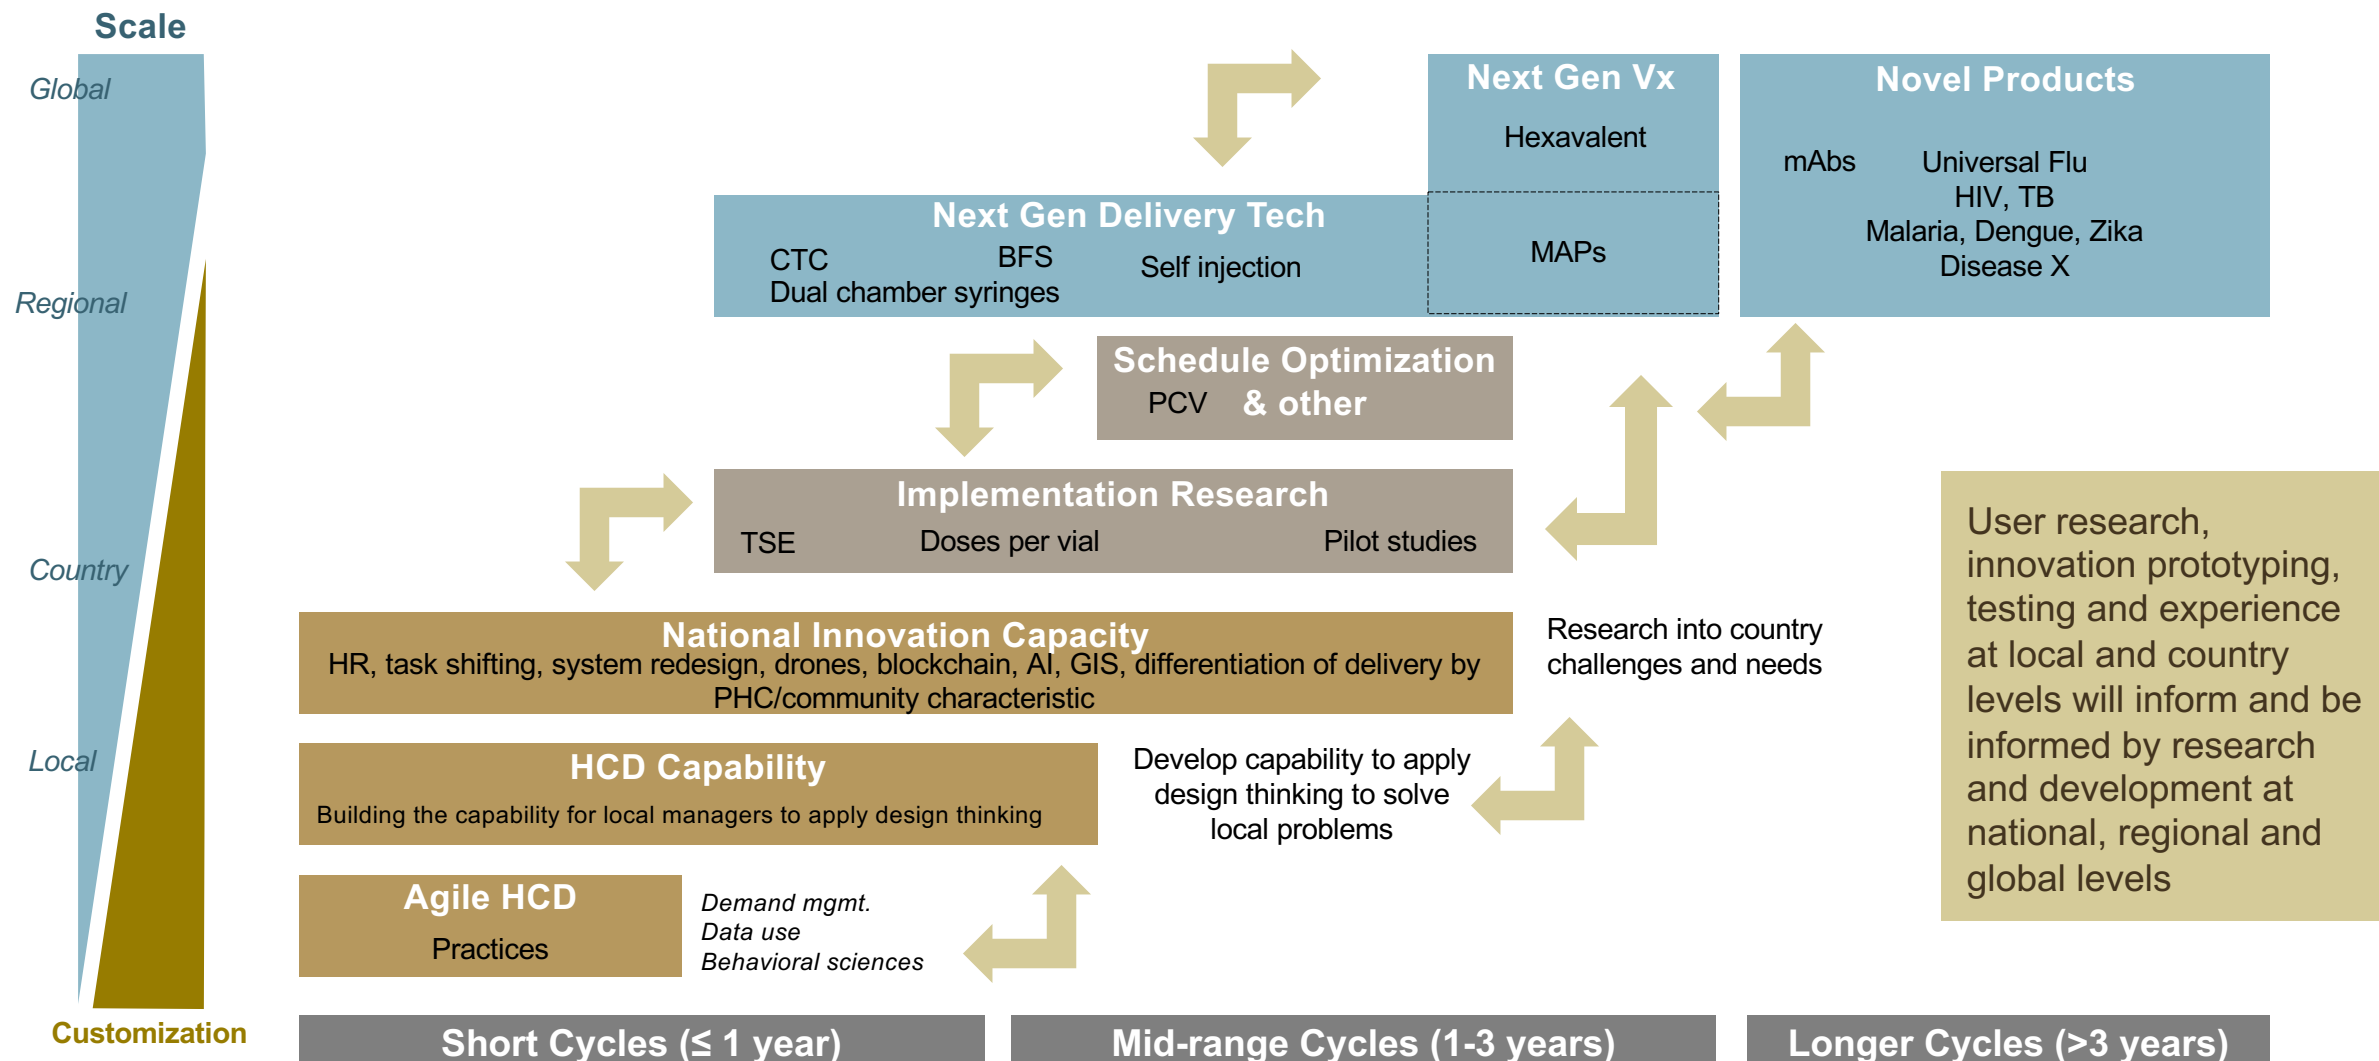 Scale
Global
Regional
Country
Local
Customization
Next Gen Vx
Hexavalent
Novel Products
mAbs
Universal Flu
HIV, TB
Malaria, Dengue, Zika
Disease X
Next Gen Delivery Tech
CTC
BFS
Self injection
Dual chamber syringes
MAPs
Schedule Optimization
PCV & other
Implementation Research
TSE
Doses per vial
Pilot studies
National Innovation Capacity
HR, task shifting, system redesign, drones, blockchain, AI, GIS, differentiation of delivery by
PHC/community characteristic
Research into country
challenges and needs
HCD Capability
Building the capability for local managers to apply design thinking
Develop capability to apply
design thinking to solve
local problems
Agile HCD
Practices
Demand mgmt.
Data use
Behavioral sciences
User research,
innovation prototyping,
testing and experience
at local and country
levels will inform and be
informed by research
and development at
national, regional and
global levels
Short Cycles (≤ 1 year)
Mid-range Cycles (1-3 years)
Longer Cycles (>3 years)